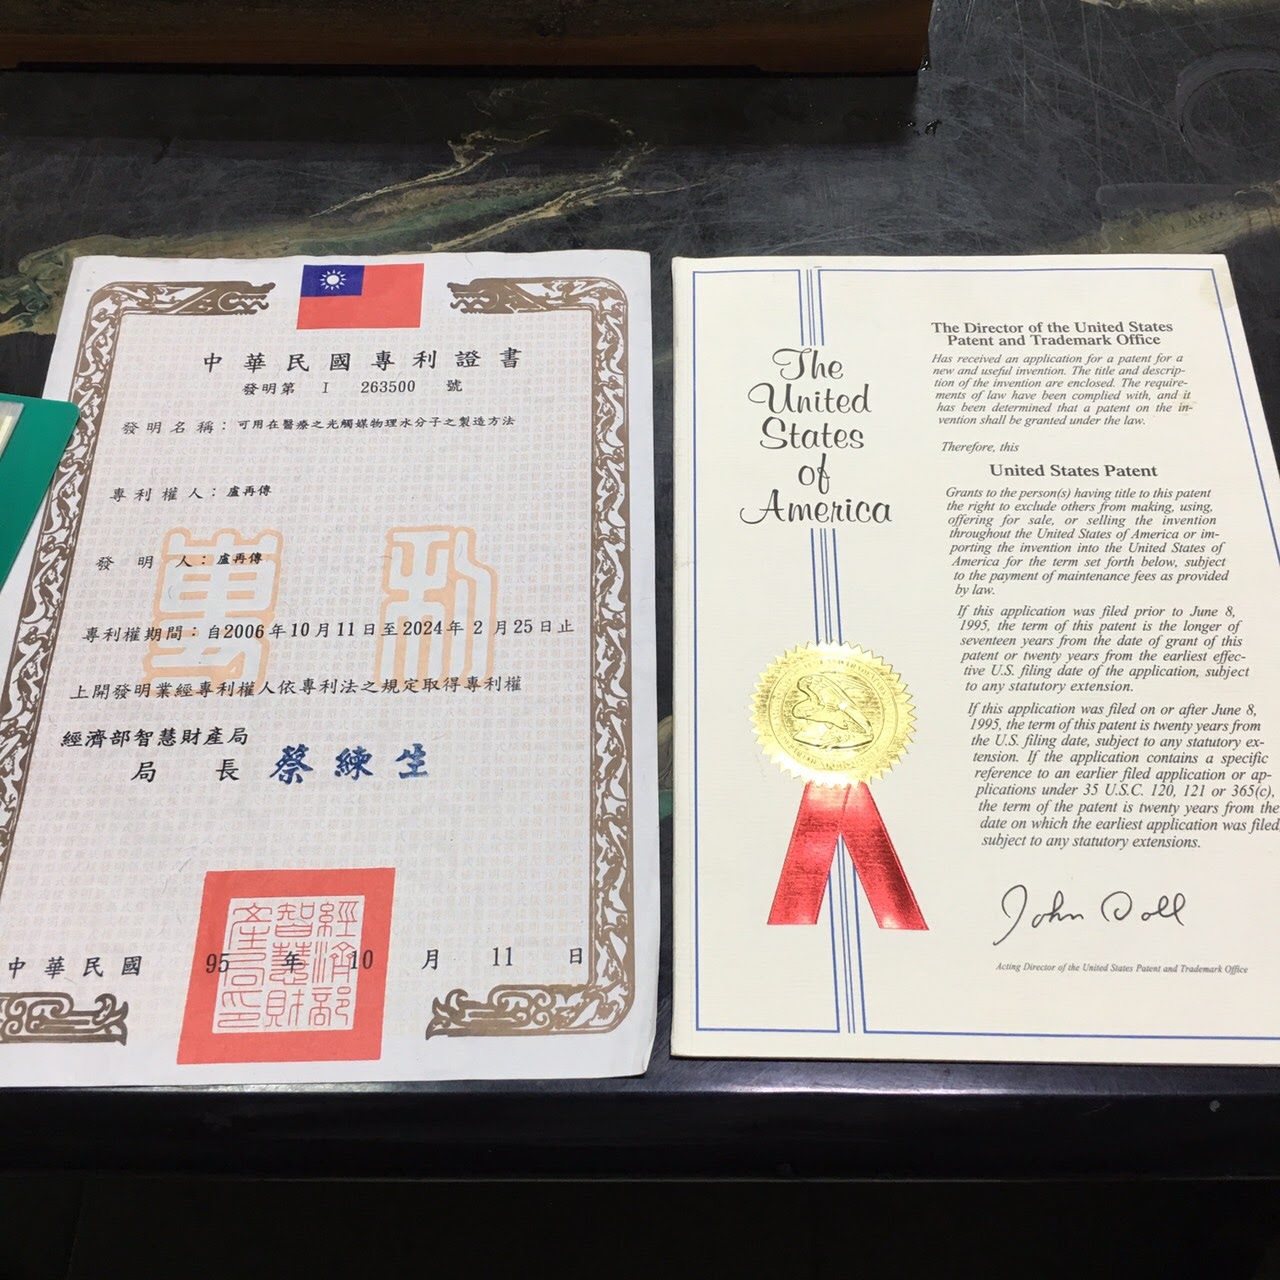 中華民國專利證書
發明第 I 263500 號
發明名稱：可用在醫療之光觸媒物理水分子之製造方法
專利權人：盧再傳
發明人：盧再傳
專利權期間：自2006年10月11日至2024年2月25日止
上開發明業經專利權人依專利法之規定取得專利權
經濟部智慧財產局
局長 蔡練生
經濟部
智慧財
產局印
中華民國 95 年 10 月 11 日
The
United
States
of
America
The Director of the United States
Patent and Trademark Office
Has received an application for a patent for a
new and useful invention. The title and descrip-
tion of the invention are enclosed. The require-
ments of law have been complied with, and it
has been determined that a patent on the in-
vention shall be granted under the law.
Therefore, this
United States Patent
Grants to the person(s) having title to this patent
the right to exclude others from making, using,
offering for sale, or selling the invention
throughout the United States of America or im-
porting the invention into the United States of
America for the term set forth below, subject
to the payment of maintenance fees as provided
by law.
If this application was filed prior to June 8,
1995, the term of this patent is the longer of
seventeen years from the date of grant of this
patent or twenty years from the earliest effec-
tive U.S. filing date of the application, subject
to any statutory extension.
If this application was filed on or after June 8,
1995, the term of this patent is twenty years from
the U.S. filing date, subject to any statutory ex-
tension. If the application contains a specific
reference to an earlier filed application or ap-
plications under 35 U.S.C. 120, 121 or 365(c),
the term of the patent is twenty years from the
date on which the earliest application was filed,
subject to any statutory extensions.
John Doll
Acting Director of the United States Patent and Trademark Office